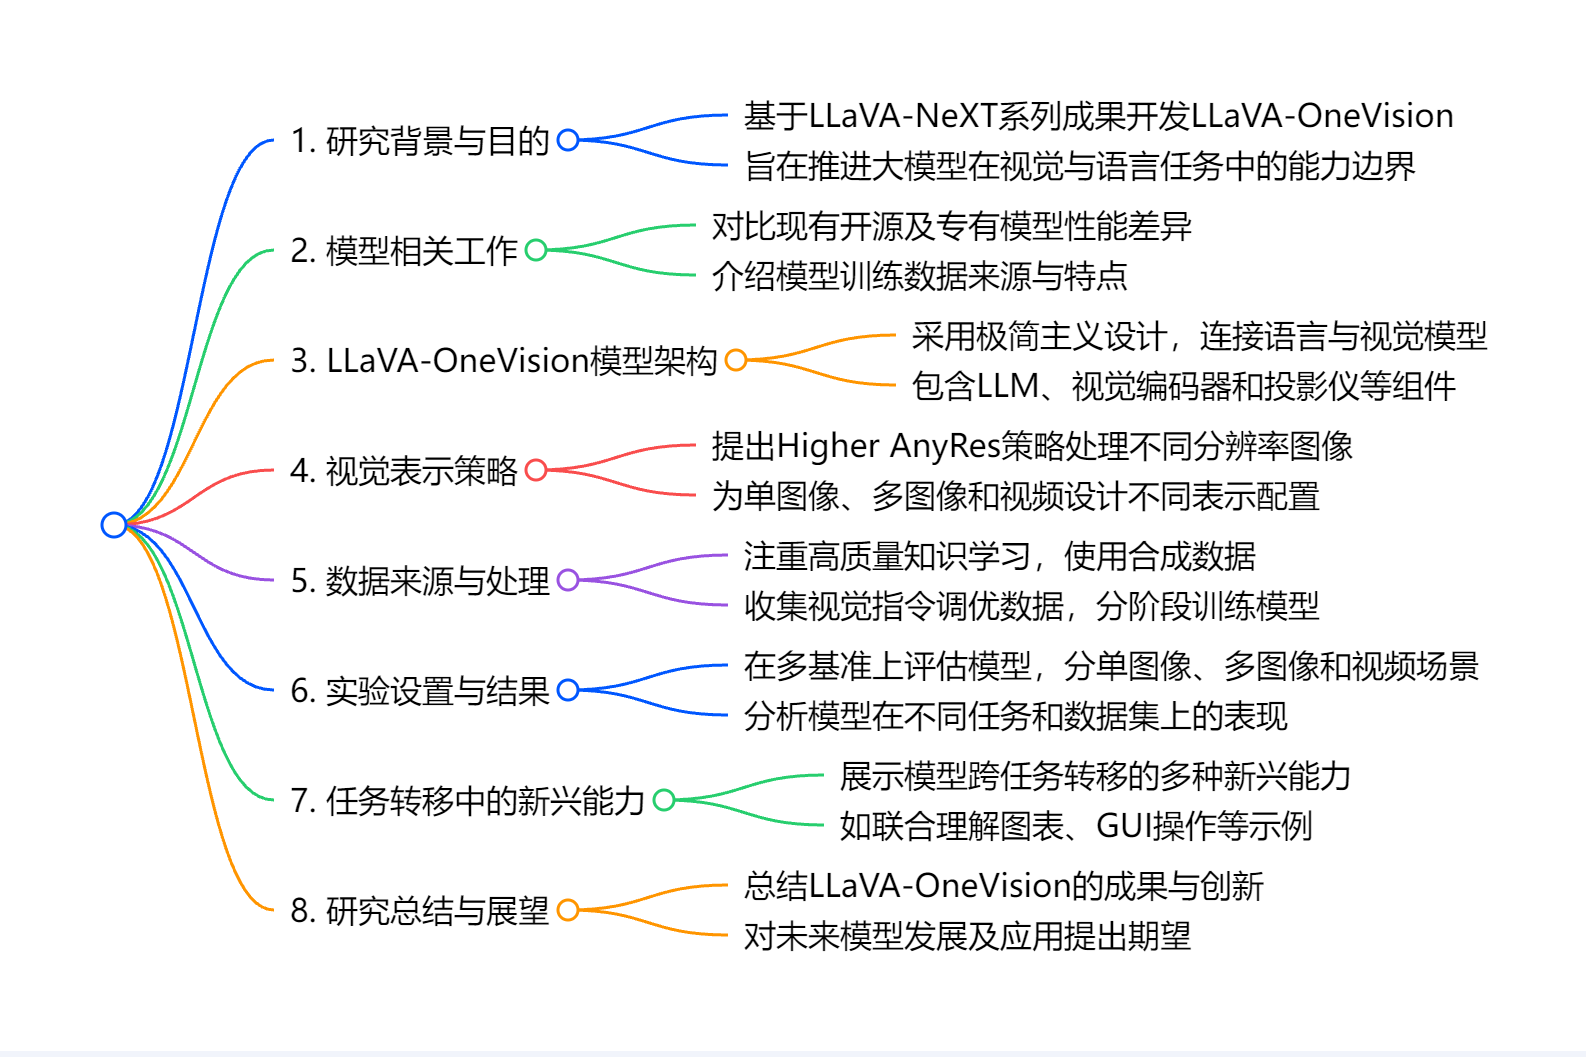 1. 研究背景与目的
基于LLaVA-NeXT系列成果开发LLaVA-OneVision
旨在推进大模型在视觉与语言任务中的能力边界
2. 模型相关工作
对比现有开源及专有模型性能差异
介绍模型训练数据来源与特点
3. LLaVA-OneVision模型架构
采用极简主义设计，连接语言与视觉模型
包含LLM、视觉编码器和投影仪等组件
4. 视觉表示策略
提出Higher AnyRes策略处理不同分辨率图像
为单图像、多图像和视频设计不同表示配置
5. 数据来源与处理
注重高质量知识学习，使用合成数据
收集视觉指令调优数据，分阶段训练模型
6. 实验设置与结果
在多基准上评估模型，分单图像、多图像和视频场景
分析模型在不同任务和数据集上的表现
7. 任务转移中的新兴能力
展示模型跨任务转移的多种新兴能力
如联合理解图表、GUI操作等示例
8. 研究总结与展望
总结LLaVA-OneVision的成果与创新
对未来模型发展及应用提出期望